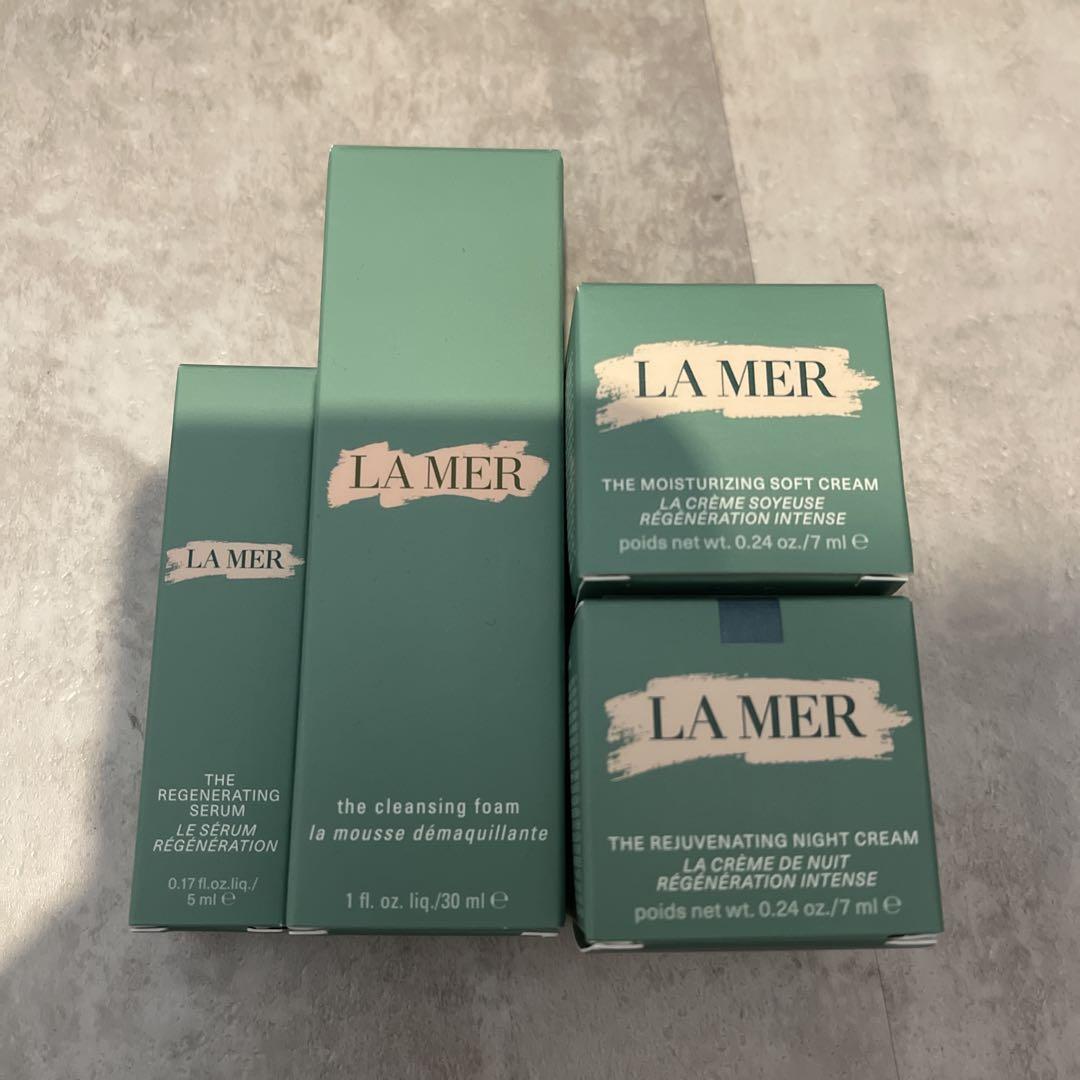 LA MER
THE
REGENERATING
SERUM
LE SÉRUM
RÉGÉNÉRATION
0.17 fl.oz.liq./
5 ml ℮
LA MER
the cleansing foam
la mousse démaquillante
1 fl. oz. liq./30 ml ℮
LA MER
THE MOISTURIZING SOFT CREAM
LA CRÈME SOYEUSE
RÉGÉNÉRATION INTENSE
poids net wt. 0.24 oz./7 ml ℮
LA MER
THE REJUVENATING NIGHT CREAM
LA CRÈME DE NUIT
RÉGÉNÉRATION INTENSE
poids net wt. 0.24 oz./7 ml ℮